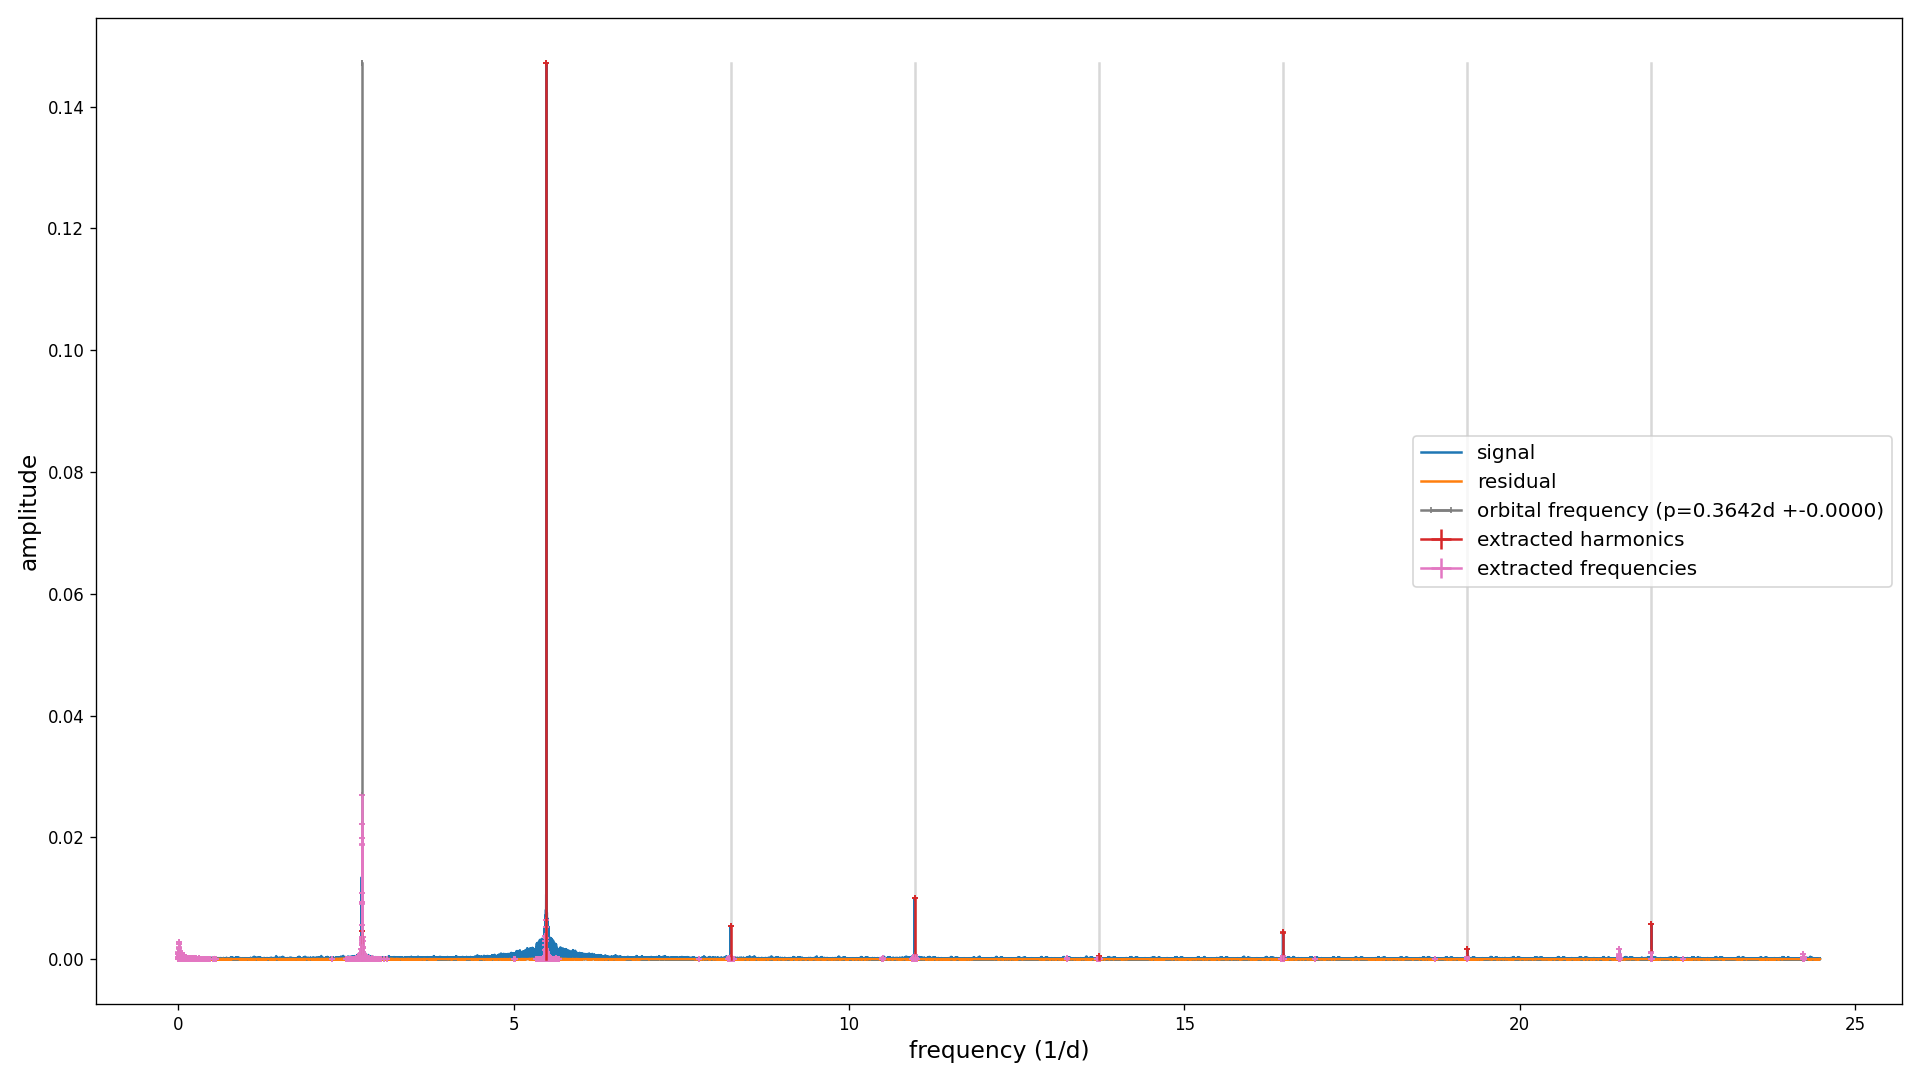 0.14
0.12
0.10
0.08
0.06
0.04
0.02
0.00
amplitude
signal
residual
orbital frequency (p=0.3642d +-0.0000)
extracted harmonics
extracted frequencies
0 5 10 15 20 25
frequency (1/d)